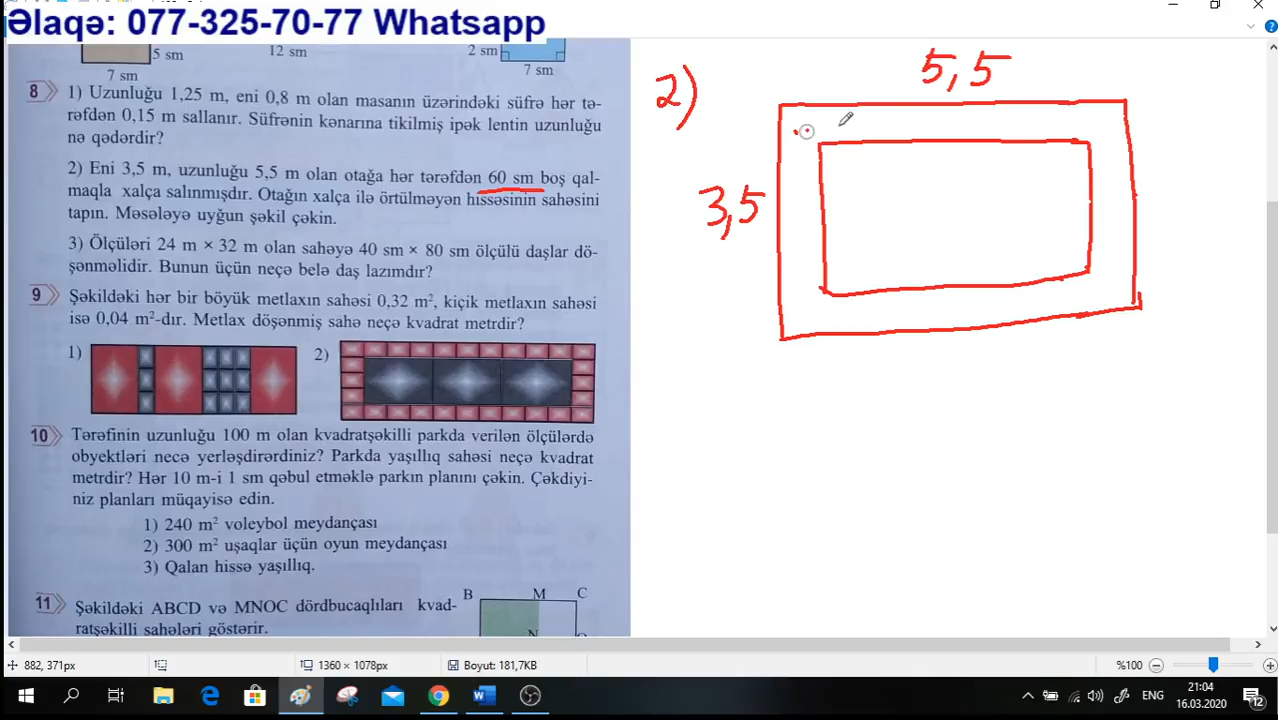 Əlaqə: 077-325-70-77 Whatsapp
5 sm
12 sm
2 sm
7 sm
7 sm
8
1) Uzunluğu 1,25 m, eni 0,8 m olan masanın üzərindəki süfrə hər tə-
rəfdən 0,15 m sallanır. Süfrənin kənarına tikilmiş ipək lentin uzunluğu
nə qədərdir?
2) Eni 3,5 m, uzunluğu 5,5 m olan otağa hər tərəfdən 60 sm boş qal-
maqla xalça salınmışdır. Otağın xalça ilə örtülməyən hissəsinin sahəsini
tapın. Məsələyə uyğun şəkil çəkin.
3) Ölçüləri 24 m × 32 m olan sahəyə 40 sm × 80 sm ölçülü daşlar dö-
şənməlidir. Bunun üçün neçə belə daş lazımdır?
9
Şəkildəki hər bir böyük metlaxın sahəsi 0,32 m², kiçik metlaxın sahəsi
isə 0,04 m²-dır. Metlax döşənmiş sahə neçə kvadrat metrdir?
1)
2)
10
Tərəfinin uzunluğu 100 m olan kvadratşəkilli parkda verilən ölçülərdə
obyektləri necə yerləşdirərdiniz? Parkda yaşıllıq sahəsi neçə kvadrat
metrdir? Hər 10 m-i 1 sm qəbul etməklə parkın planını çəkin. Çəkdiyi-
niz planları müqayisə edin.
1) 240 m² voleybol meydançası
2) 300 m² uşaqlar üçün oyun meydançası
3) Qalan hissə yaşıllıq.
11
Şəkildəki ABCD və MNOC dördbucaqlıları kvad-
ratşəkilli sahələri göstərir.
B
M
C
N
2)
5,5
3,5
882, 371px
1360 × 1078px
Boyut: 181,7KB
%100
ENG
21:04
16.03.2020
12